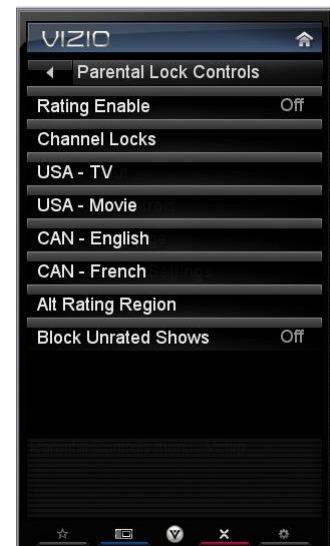 VIZIO
Parental Lock Controls
Rating Enable Off
Channel Locks
USA - TV
USA - Movie
CAN - English
CAN - French
Alt Rating Region
Block Unrated Shows Off